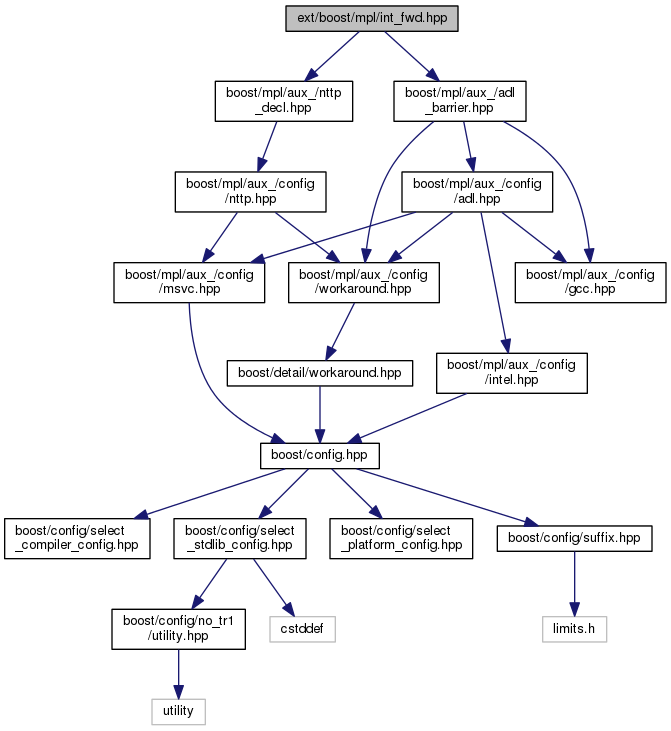 ext/boost/mpl/int_fwd.hpp
boost/mpl/aux_/nttp
_decl.hpp
boost/mpl/aux_/adl
_barrier.hpp
boost/mpl/aux_/config
/nttp.hpp
boost/mpl/aux_/config
/adl.hpp
boost/mpl/aux_/config
/msvc.hpp
boost/mpl/aux_/config
/workaround.hpp
boost/mpl/aux_/config
/gcc.hpp
boost/detail/workaround.hpp
boost/mpl/aux_/config
/intel.hpp
boost/config.hpp
boost/config/select
_compiler_config.hpp
boost/config/select
_stdlib_config.hpp
boost/config/select
_platform_config.hpp
boost/config/suffix.hpp
boost/config/no_tr1
/utility.hpp
cstddef
limits.h
utility